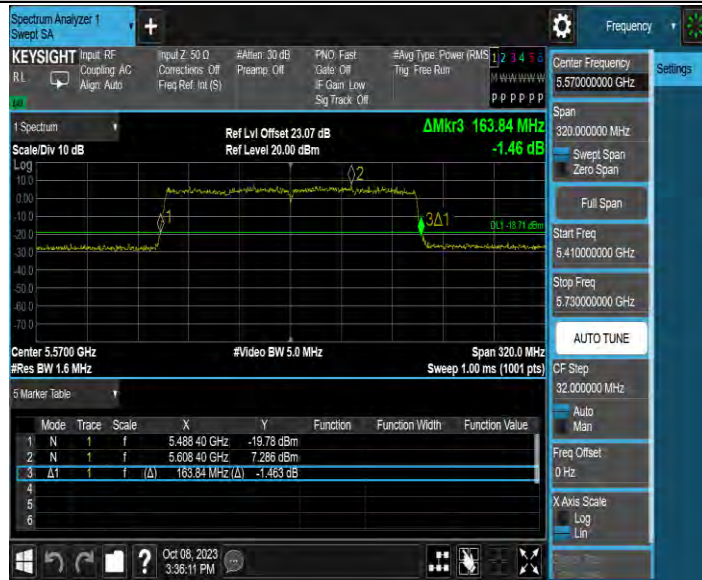 Spectrum Analyzer 1
Swept SA
+
Frequency
KEYSIGHT Input: RF Input Z: 50 Ω #Atten: 30 dB PNO: Fast #Avg Type: Power (RMS 1 2 3 4 5 6
RL Coupling: AC Corrections: Off Preamp: Off Gate: Off Trig: Free Run M W W W W W
Align: Auto Freq Ref: Int (S) IF Gain: Low
Sig Track: Off P P P P P P
1 Spectrum
Scale/Div 10 dB
Ref Lvl Offset 23.07 dB
Ref Level 20.00 dBm
ΔMkr3 163.84 MHz
-1.46 dB
Log
10.0
0.00
-10.0
-20.0
-30.0
-40.0
-50.0
-60.0
-70.0
1
2
3Δ1
DL1 -18.71 dBm
Center 5.5700 GHz #Video BW 5.0 MHz Span 320.0 MHz
#Res BW 1.6 MHz Sweep 1.00 ms (1001 pts)
5 Marker Table
Mode Trace Scale X Y Function Function Width Function Value
1 N 1 f 5.488 40 GHz -19.78 dBm
2 N 1 f 5.608 40 GHz 7.286 dBm
3 Δ1 1 f (Δ) 163.84 MHz (Δ) -1.463 dB
4
5
6
?
Oct 08, 2023
3:36:11 PM
Center Frequency
5.570000000 GHz
Settings
Span
320.000000 MHz
Swept Span
Zero Span
Full Span
Start Freq
5.410000000 GHz
Stop Freq
5.730000000 GHz
AUTO TUNE
CF Step
32.000000 MHz
Auto
Man
Freq Offset
0 Hz
X Axis Scale
Log
Lin